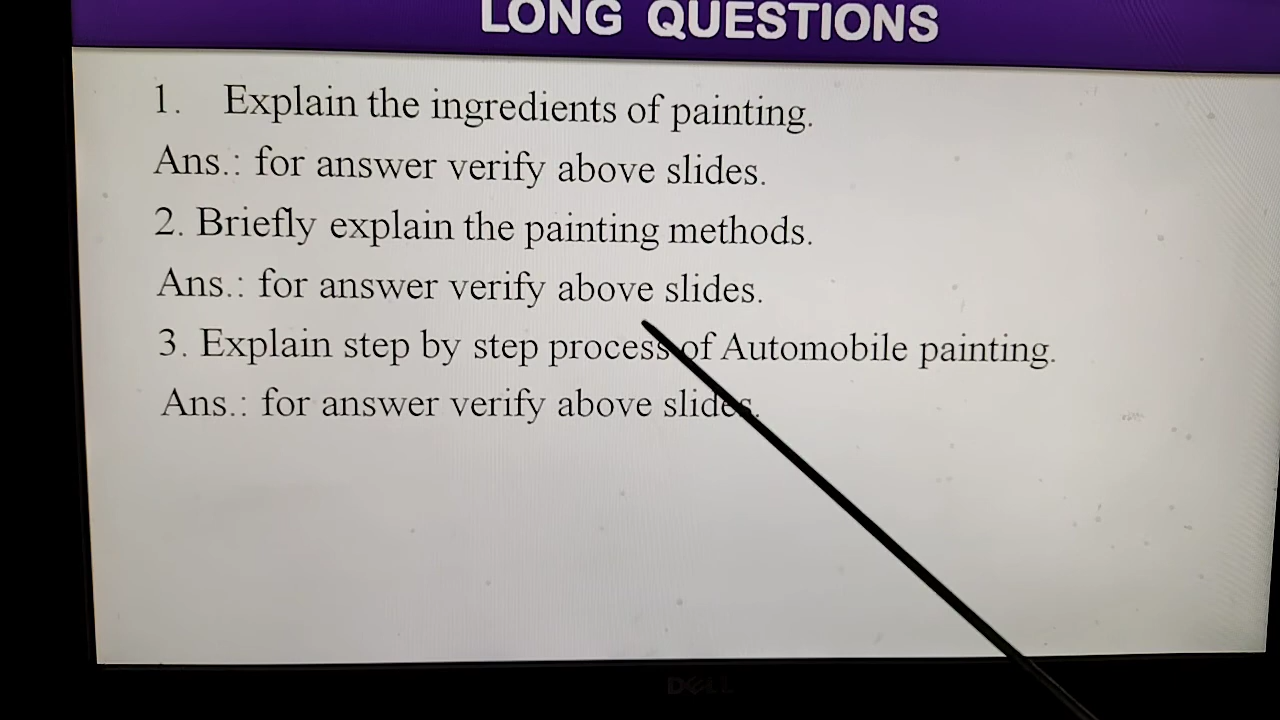 LONG QUESTIONS
1. Explain the ingredients of painting.
Ans.: for answer verify above slides.
2. Briefly explain the painting methods.
Ans.: for answer verify above slides.
3. Explain step by step process of Automobile painting.
Ans.: for answer verify above slides.
DELL